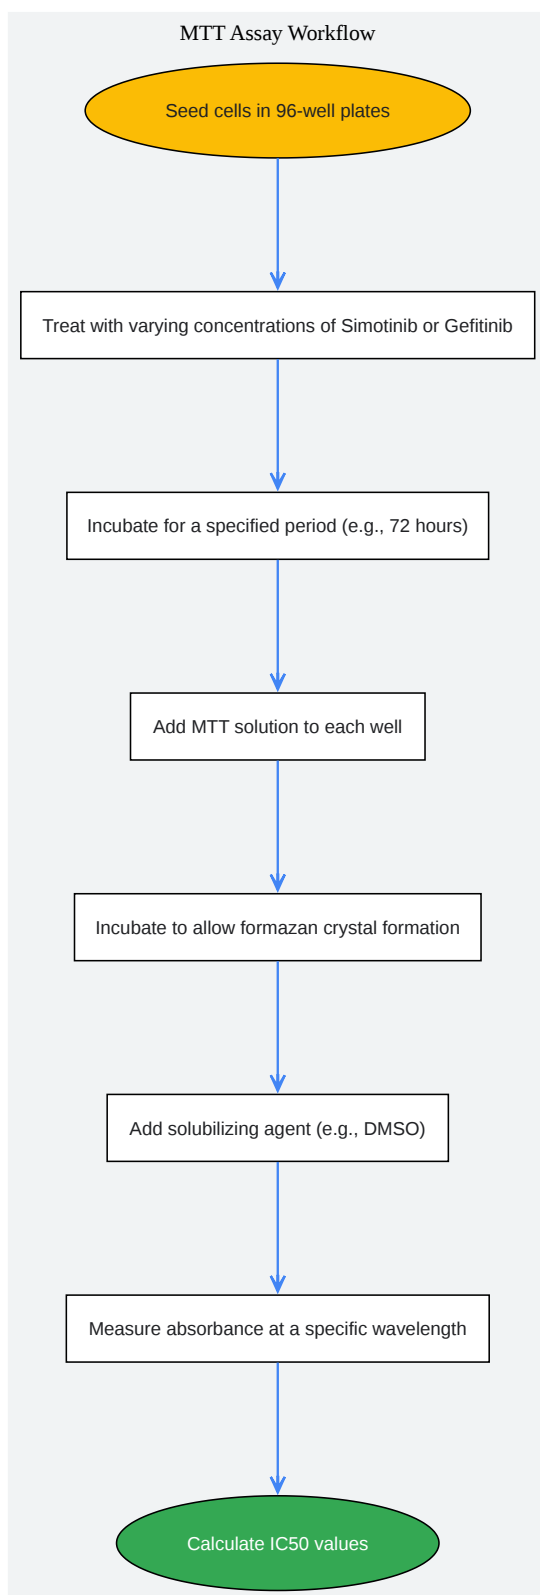 MTT Assay Workflow
Seed cells in 96-well plates
Treat with varying concentrations of Simotinib or Gefitinib
Incubate for a specified period (e.g., 72 hours)
Add MTT solution to each well
Incubate to allow formazan crystal formation
Add solubilizing agent (e.g., DMSO)
Measure absorbance at a specific wavelength
Calculate IC50 values